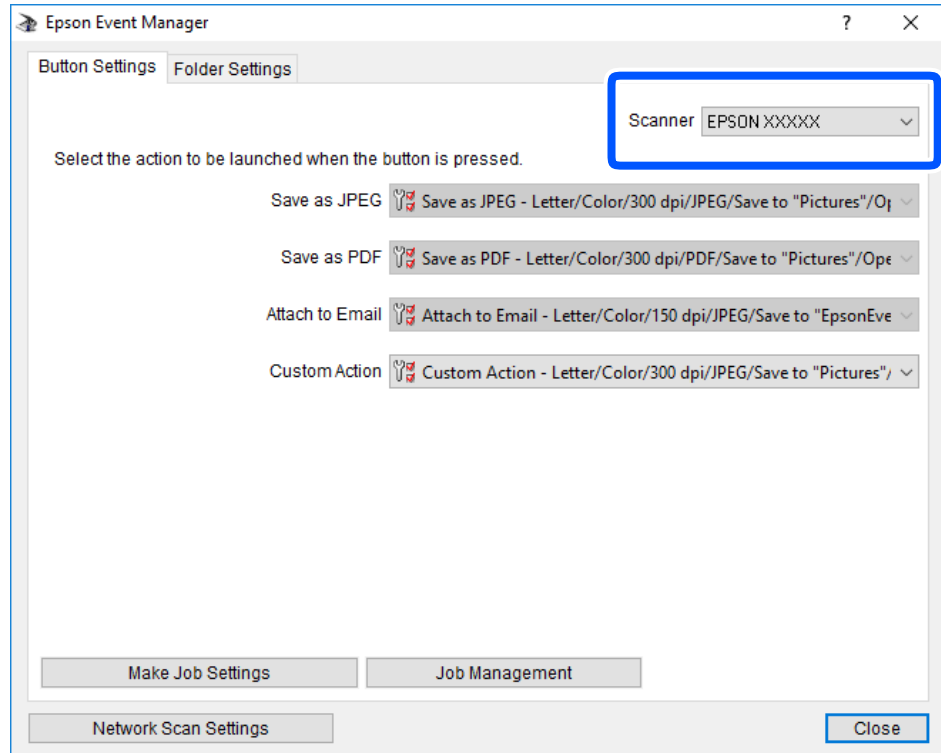 Epson Event Manager
Button Settings Folder Settings
Scanner EPSON XXXXX
Select the action to be launched when the button is pressed.
Save as JPEG Save as JPEG - Letter/Color/300 dpi/JPEG/Save to "Pictures"/Op
Save as PDF Save as PDF - Letter/Color/300 dpi/PDF/Save to "Pictures"/Ope
Attach to Email Attach to Email - Letter/Color/150 dpi/JPEG/Save to "EpsonEve
Custom Action Custom Action - Letter/Color/300 dpi/JPEG/Save to "Pictures"/
Make Job Settings Job Management
Network Scan Settings Close